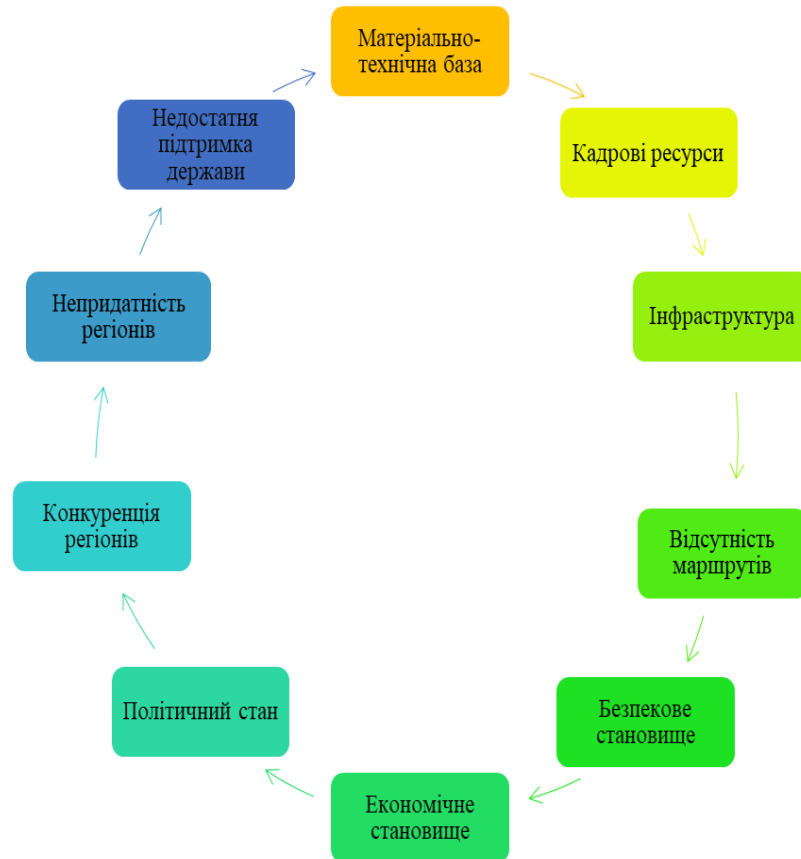 Матеріально-
технічна база
Кадрові ресурси
Інфраструктура
Відсутність
маршрутів
Безпекове
становище
Економічне
становище
Політичний стан
Конкуренція
регіонів
Непридатність
регіонів
Недостатня
підтримка
держави